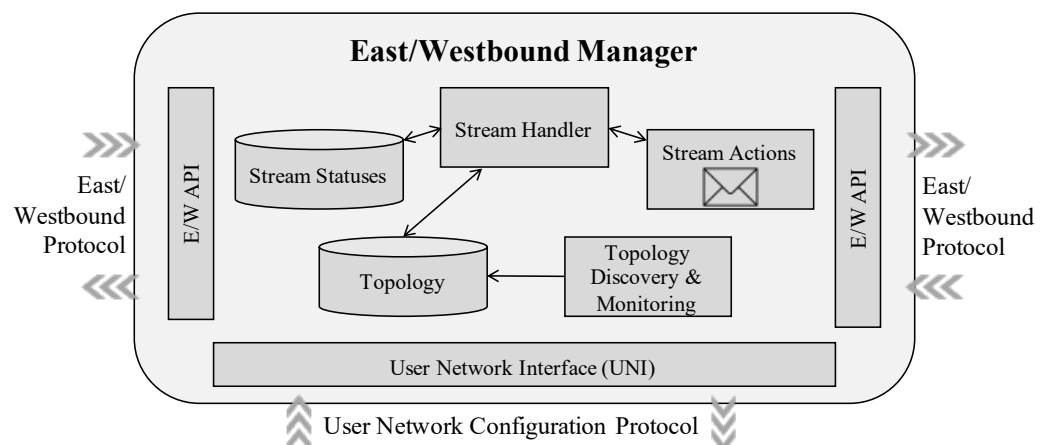 East/Westbound Manager
E/W API
East/
Westbound
Protocol
Stream Statuses
Stream Handler
Stream Actions
Topology
Topology
Discovery &
Monitoring
E/W API
East/
Westbound
Protocol
User Network Interface (UNI)
User Network Configuration Protocol